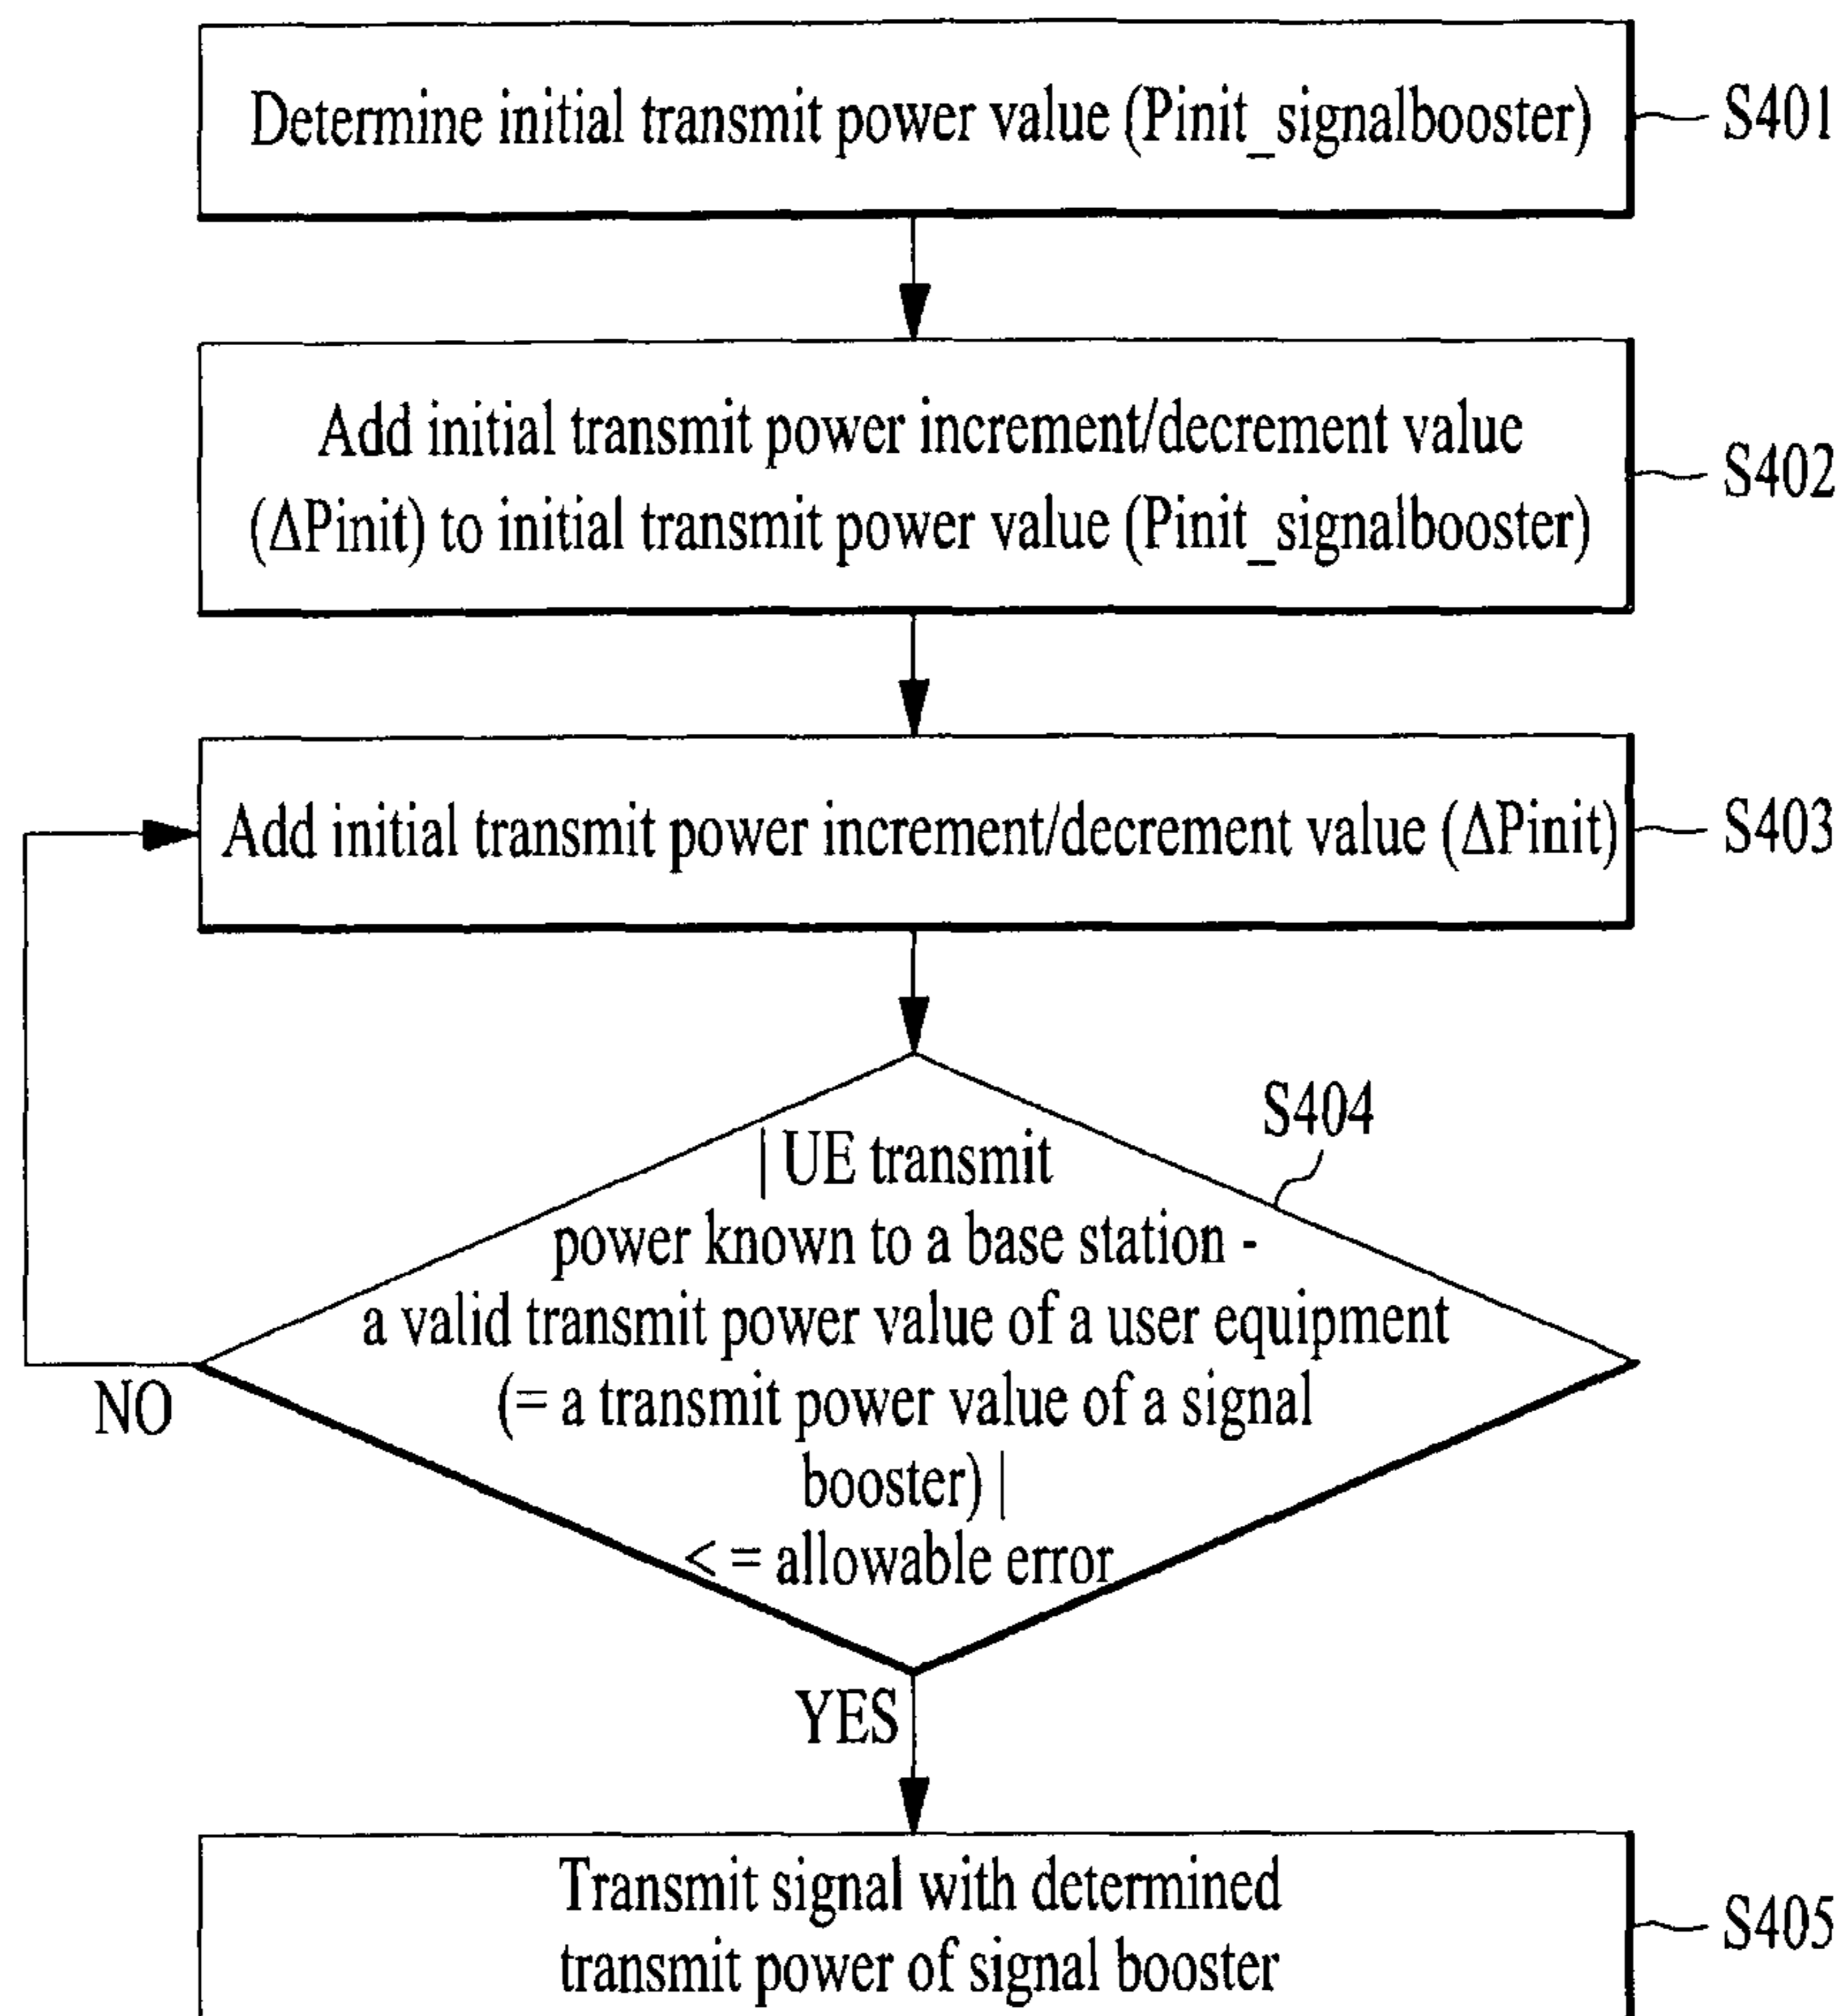 Determine initial transmit power value (Pinit_signalbooster)
S401
Add initial transmit power increment/decrement value
(ΔPinit) to initial transmit power value (Pinit_signalbooster)
S402
Add initial transmit power increment/decrement value (ΔPinit)
S403
S404
| UE transmit
power known to a base station -
a valid transmit power value of a user equipment
(= a transmit power value of a signal
booster) |
< = allowable error
NO
YES
Transmit signal with determined
transmit power of signal booster
S405